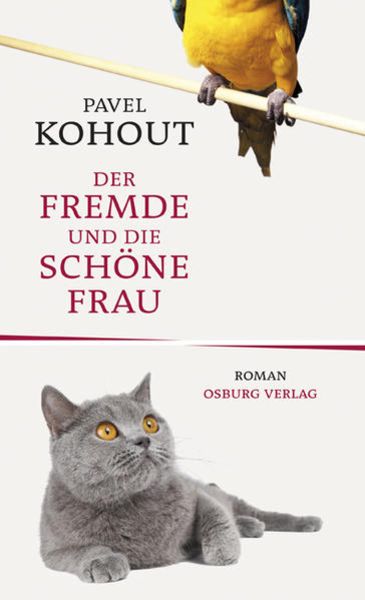 PAVEL
KOHOUT
DER
FREMDE
UND DIE
SCHÖNE
FRAU
ROMAN
OSBURG VERLAG